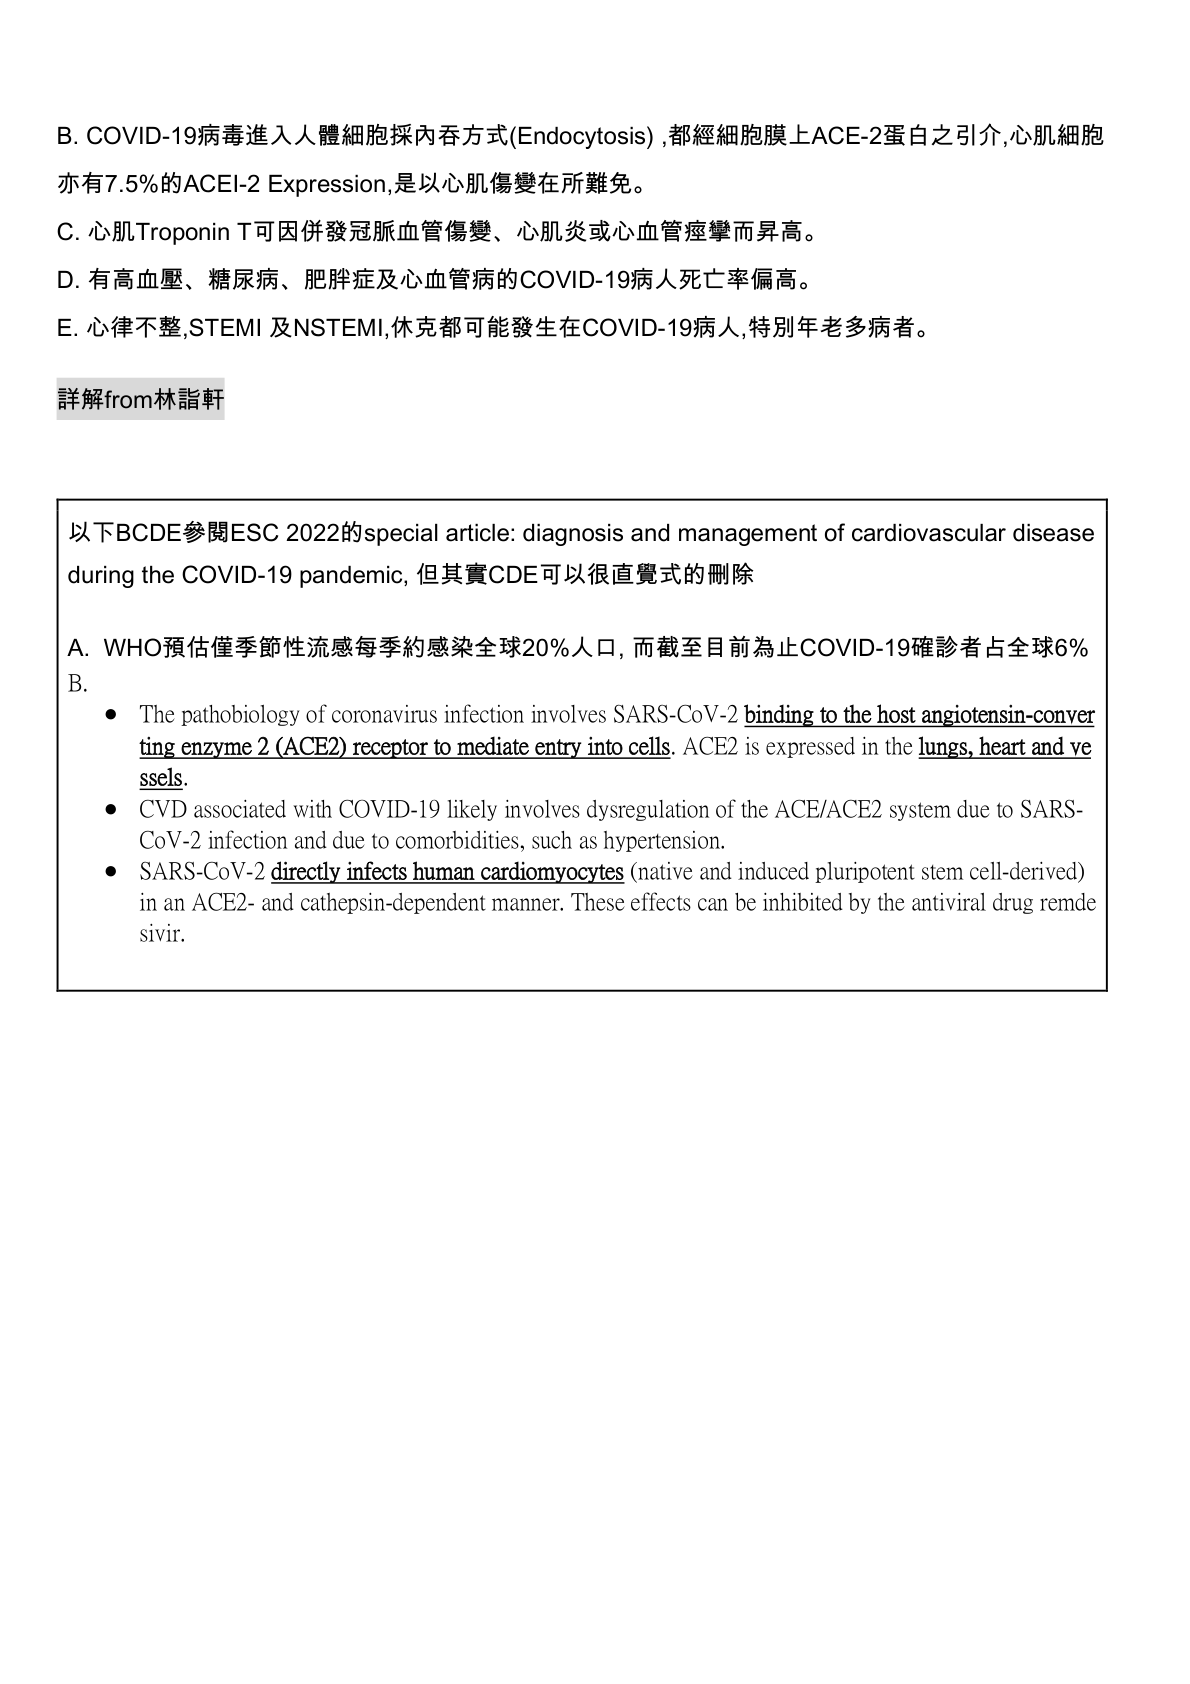 B. COVID-19病毒進入人體細胞採內吞方式(Endocytosis) ,都經細胞膜上ACE-2蛋白之引介,心肌細胞
亦有7.5%的ACEI-2 Expression,是以心肌傷變在所難免。
C. 心肌Troponin T可因併發冠脈血管傷變、心肌炎或心血管痙攣而昇高。
D. 有高血壓、糖尿病、肥胖症及心血管病的COVID-19病人死亡率偏高。
E. 心律不整,STEMI 及NSTEMI,休克都可能發生在COVID-19病人,特別年老多病者。
詳解from林詣軒
以下BCDE參閱ESC 2022的special article: diagnosis and management of cardiovascular disease
during the COVID-19 pandemic, 但其實CDE可以很直覺式的刪除
A. WHO預估僅季節性流感每季約感染全球20%人口, 而截至目前為止COVID-19確診者占全球6%
B.
● The pathobiology of coronavirus infection involves SARS-CoV-2 binding to the host angiotensin-conver
ting enzyme 2 (ACE2) receptor to mediate entry into cells. ACE2 is expressed in the lungs, heart and ve
ssels.
● CVD associated with COVID-19 likely involves dysregulation of the ACE/ACE2 system due to SARS-
CoV-2 infection and due to comorbidities, such as hypertension.
● SARS-CoV-2 directly infects human cardiomyocytes (native and induced pluripotent stem cell-derived)
in an ACE2- and cathepsin-dependent manner. These effects can be inhibited by the antiviral drug remde
sivir.